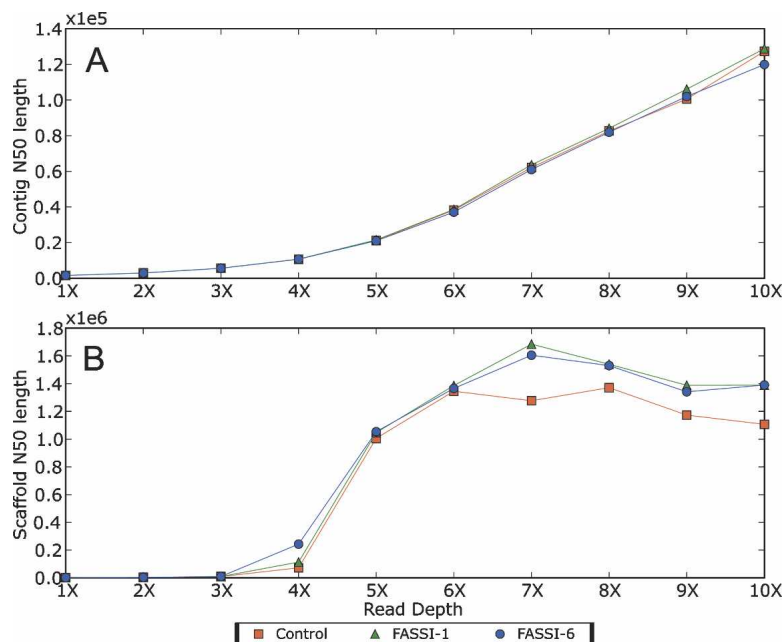 x1e5
A
Contig N50 length
1.4
1.2
1.0
0.8
0.6
0.4
0.2
0.0
1X 2X 3X 4X 5X 6X 7X 8X 9X 10X
x1e6
B
Scaffold N50 length
1.8
1.6
1.4
1.2
1.0
0.8
0.6
0.4
0.2
0.0
1X 2X 3X 4X 5X 6X 7X 8X 9X 10X
Read Depth
Control FASSI-1 FASSI-6